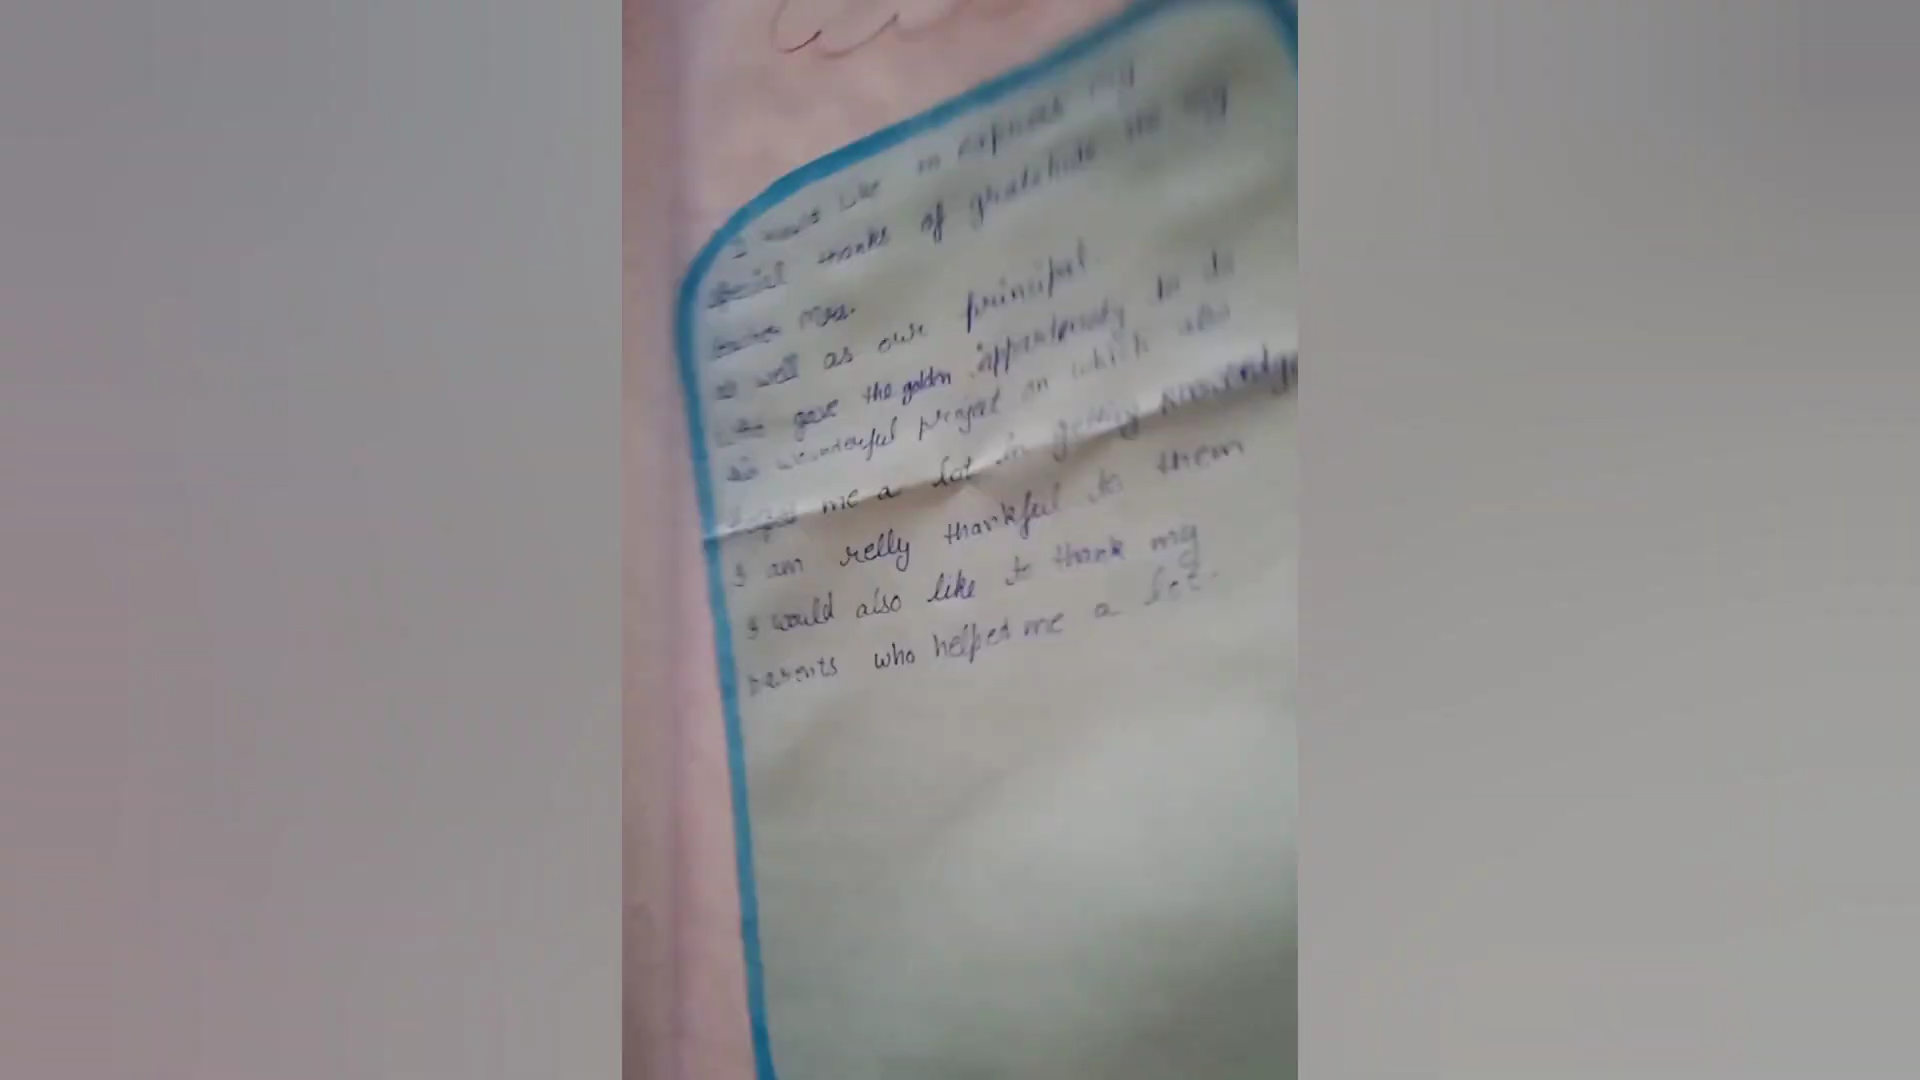 I would like to express my
special thanks of gratitude to my
teacher Mrs.
as well as our principal
who gave the golden oppurtunity to do
this wonderful project on which also
helped me a lot in getting knowledge
I am relly thankful to them
I would also like to thank my
parents who helped me a lot.